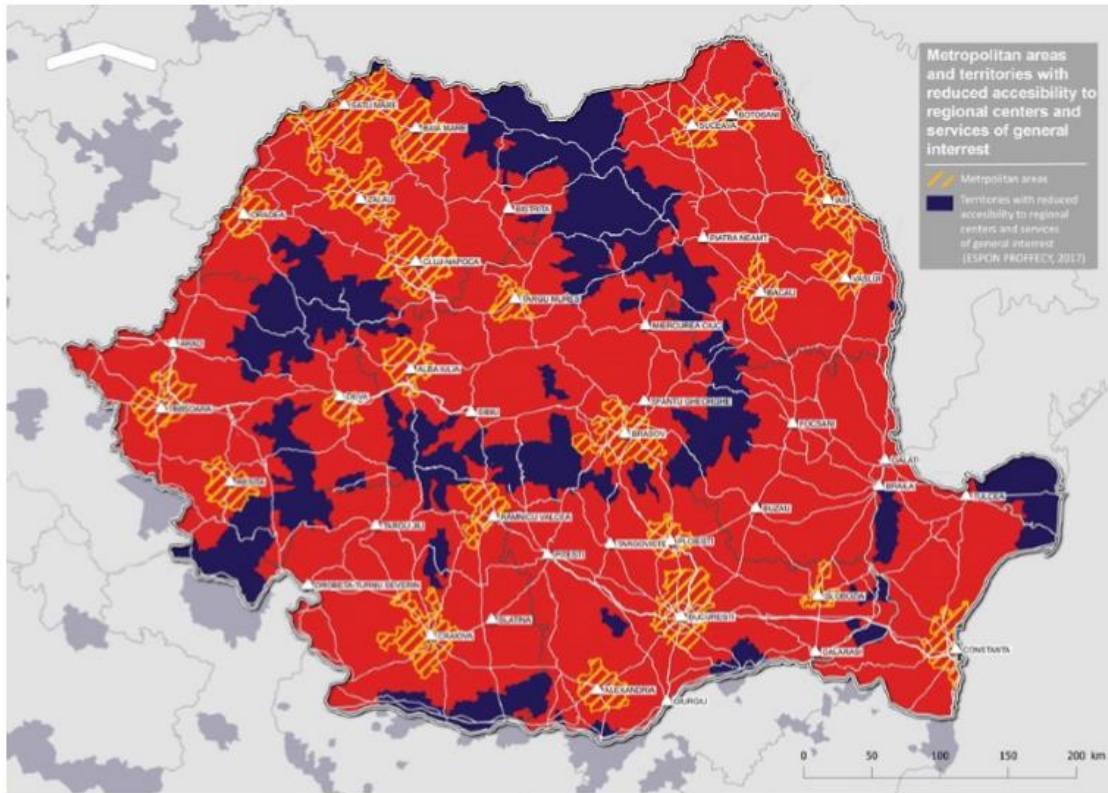 Metropolitan areas
and territories with
reduced accesibility to
regional centers and
services of general
interrest
Metrpolitan areas
Territories with reduced
accesibility to regional
centers and services
of general interrest
(ESPON PROFFECY, 2017)
SATU MARE
BAIA MARE
SUCEAVA
BOTOSANI
ZALAU
ORADEA
BISTRITA
IASI
PIATRA NEAMT
CLUJ-NAPOCA
TARGU MURES
BACAU
VASLUI
MIERCUREA CIUC
ARAD
ALBA IULIA
DEVA
TIMISOARA
SIBIU
SFANTU GHEORGHE
BRASOV
FOCSANI
GALATI
RESITA
BRAILA
TULCEA
RAMNICU VALCEA
TARGU JIU
BUZAU
TARGOVISTE
PLOIESTI
PITESTI
DROBETA-TURNU SEVERIN
SLOBOZIA
SLATINA
BUCURESTI
CRAIOVA
CALARASI
CONSTANTA
ALEXANDRIA
GIURGIU
0 50 100 150 200 km